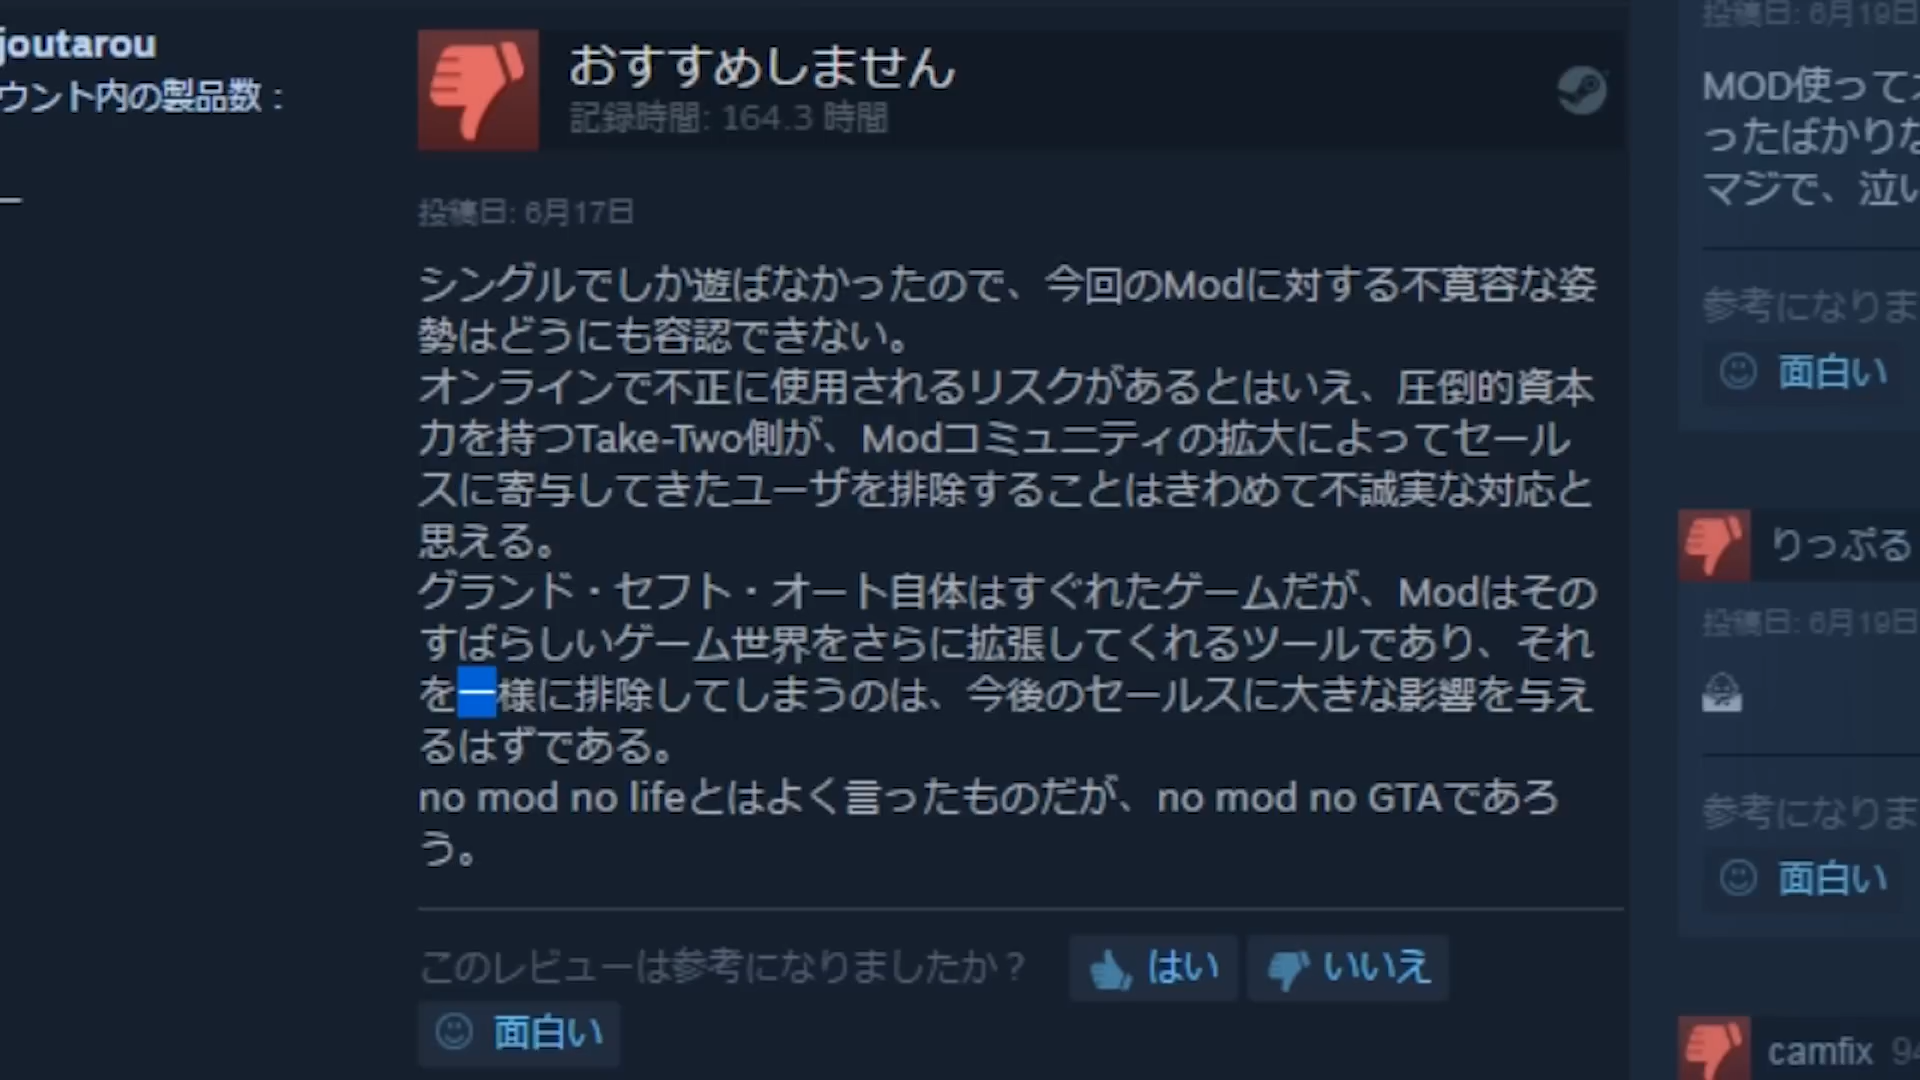 joutarou
ウント内の製品数：
おすすめしません
記録時間: 164.3 時間
投稿日: 6月17日
シングルでしか遊ばなかったので、今回のModに対する不寛容な姿
勢はどうにも容認できない。
オンラインで不正に使用されるリスクがあるとはいえ、圧倒的資本
力を持つTake-Two側が、Modコミュニティの拡大によってセール
スに寄与してきたユーザを排除することはきわめて不誠実な対応と
思える。
グランド・セフト・オート自体はすぐれたゲームだが、Modはその
すばらしいゲーム世界をさらに拡張してくれるツールであり、それ
を一様に排除してしまうのは、今後のセールスに大きな影響を与え
るはずである。
no mod no lifeとはよく言ったものだが、no mod no GTAであろ
う。
このレビューは参考になりましたか？
はい
いいえ
面白い
投稿日: 6月19日
MOD使って
ったばかりな
マジで、泣い
参考になりま
面白い
りっぷる
投稿日: 6月19日
参考になりま
面白い
camfix 94